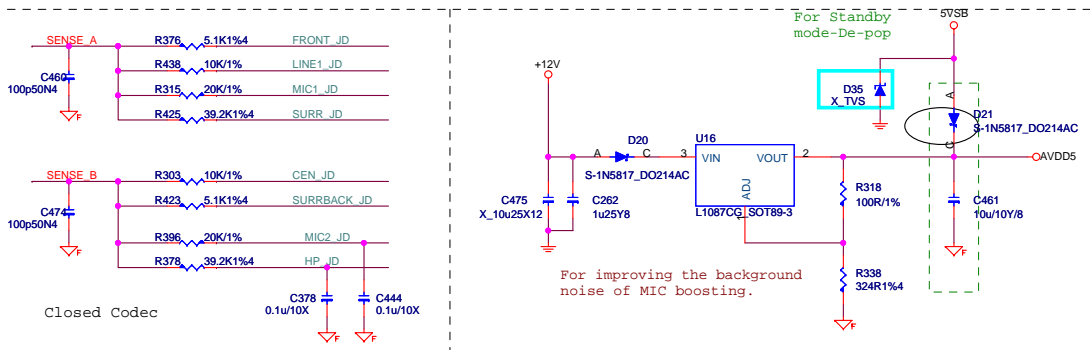 For Standby
mode-De-pop
5VSB
SENSE_A
R376
5.1K1%4
FRONT_JD
C460
100p50N4
R438
10K/1%
LINE1_JD
R315
20K/1%
MIC1_JD
R425
39.2K1%4
SURR_JD
F
SENSE_B
R303
10K/1%
CEN_JD
C474
100p50N4
R423
5.1K1%4
SURRBACK_JD
R396
20K/1%
MIC2_JD
R378
39.2K1%4
HP_JD
F
C378
0.1u/10X
C444
0.1u/10X
F
F
Closed Codec
+12V
D35
X_TVS
A
D21
S-1N5817_DO214AC
C
D20
A
C
S-1N5817_DO214AC
U16
3
VIN
VOUT
2
ADJ
1
L1087CG_SOT89-3
AVDD5
C475
X_10u25X12
C262
1u25Y8
R318
100R/1%
C461
10u/10Y/8
F
R338
324R1%4
F
For improving the background
noise of MIC boosting.